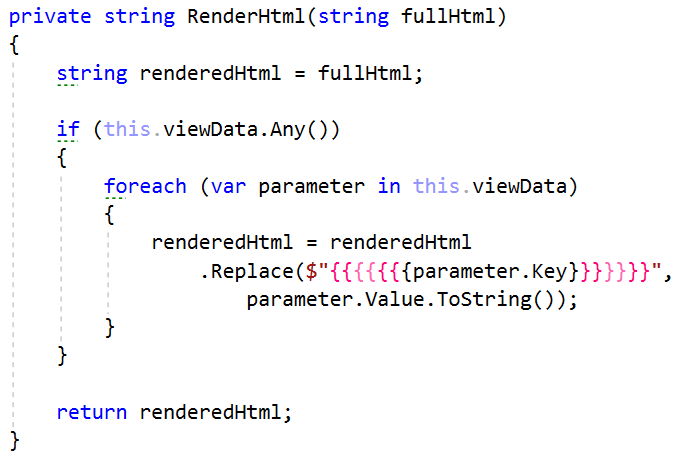 private string RenderHtml(string fullHtml)
{
    string renderedHtml = fullHtml;
    if (this.viewData.Any())
    {
        foreach (var parameter in this.viewData)
        {
            renderedHtml = renderedHtml
                .Replace($"{{{{{{{parameter.Key}}}}}}}",
                    parameter.Value.ToString());
        }
    }
    return renderedHtml;
}